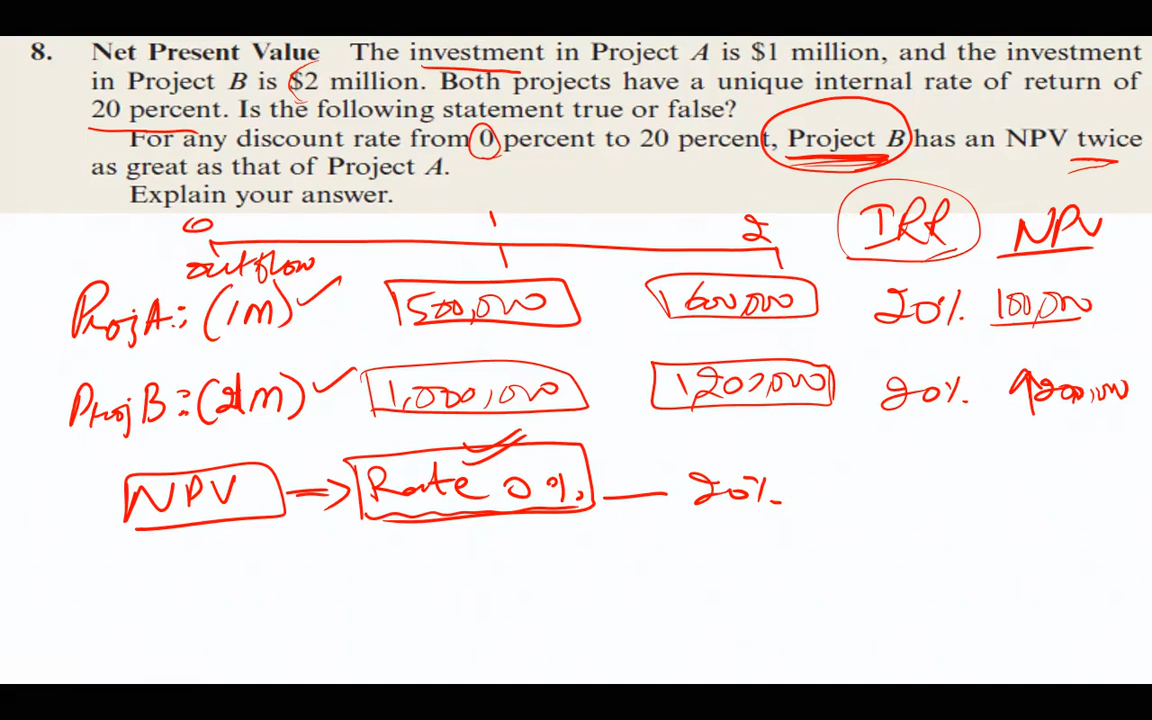 8. Net Present Value The investment in Project A is $1 million, and the investment
in Project B is $2 million. Both projects have a unique internal rate of return of
20 percent. Is the following statement true or false?
For any discount rate from 0 percent to 20 percent, Project B has an NPV twice
as great as that of Project A.
Explain your answer.
0 1 2 IRR NPV
outflow
Proj A: (1M) 500,000 600,000 20% 100,000
Proj B: (2M) 1,000,000 1,200,000 20% 200,000
NPV => Rate 0%. — 20%